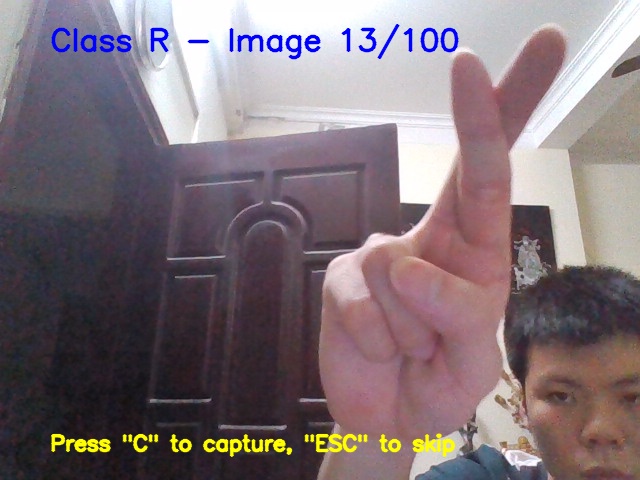 Class R - Image 13/100
Press "C" to capture, "ESC" to skip